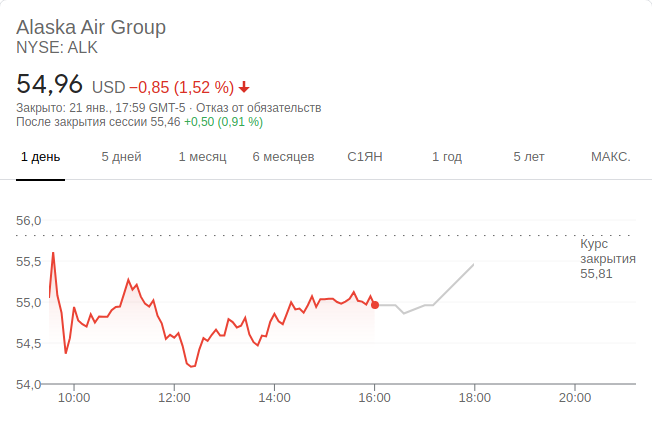 Alaska Air Group
NYSE: ALK
54,96 USD −0,85 (1,52 %)
Закрыто: 21 янв., 17:59 GMT-5 · Отказ от обязательств
После закрытия сессии 55,46 +0,50 (0,91 %)
1 день 5 дней 1 месяц 6 месяцев С1ЯН 1 год 5 лет МАКС.
56,0
Курс
закрытия
55,81
55,5
55,0
54,5
54,0
10:00 12:00 14:00 16:00 18:00 20:00